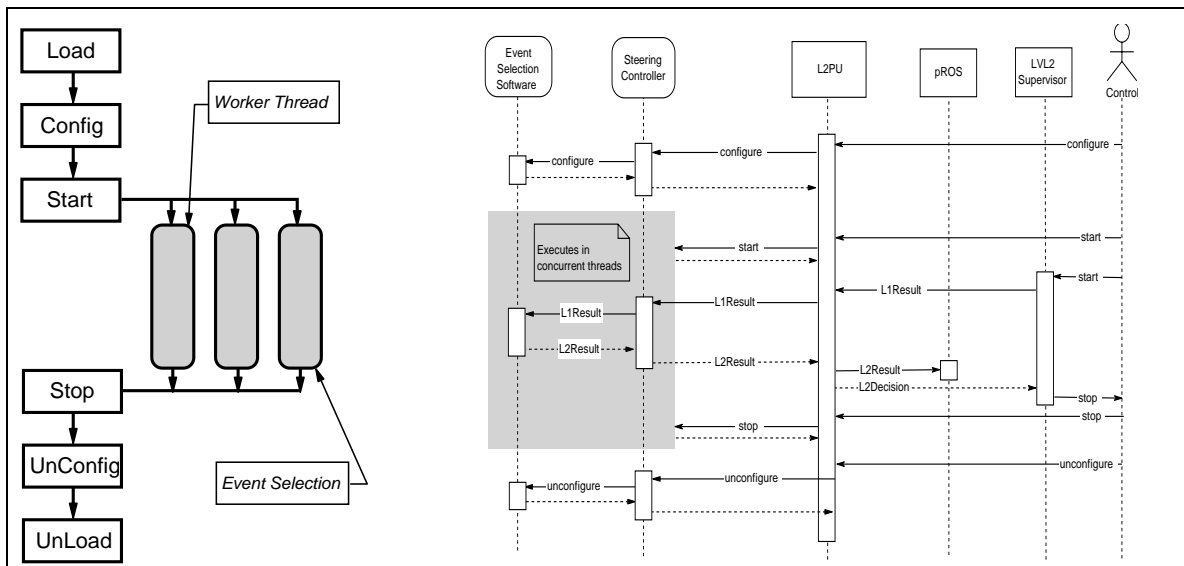 Load
Config
Start
Worker Thread
Stop
UnConfig
UnLoad
Event Selection
Event
Selection
Software
Steering
Controller
L2PU
pROS
LVL2
Supervisor
Control
configure
configure
configure
Executes in
concurrent threads
start
start
start
L1Result
L1Result
L1Result
L2Result
L2Result
L2Result
L2Decision
stop
stop
stop
unconfigure
unconfigure
unconfigure